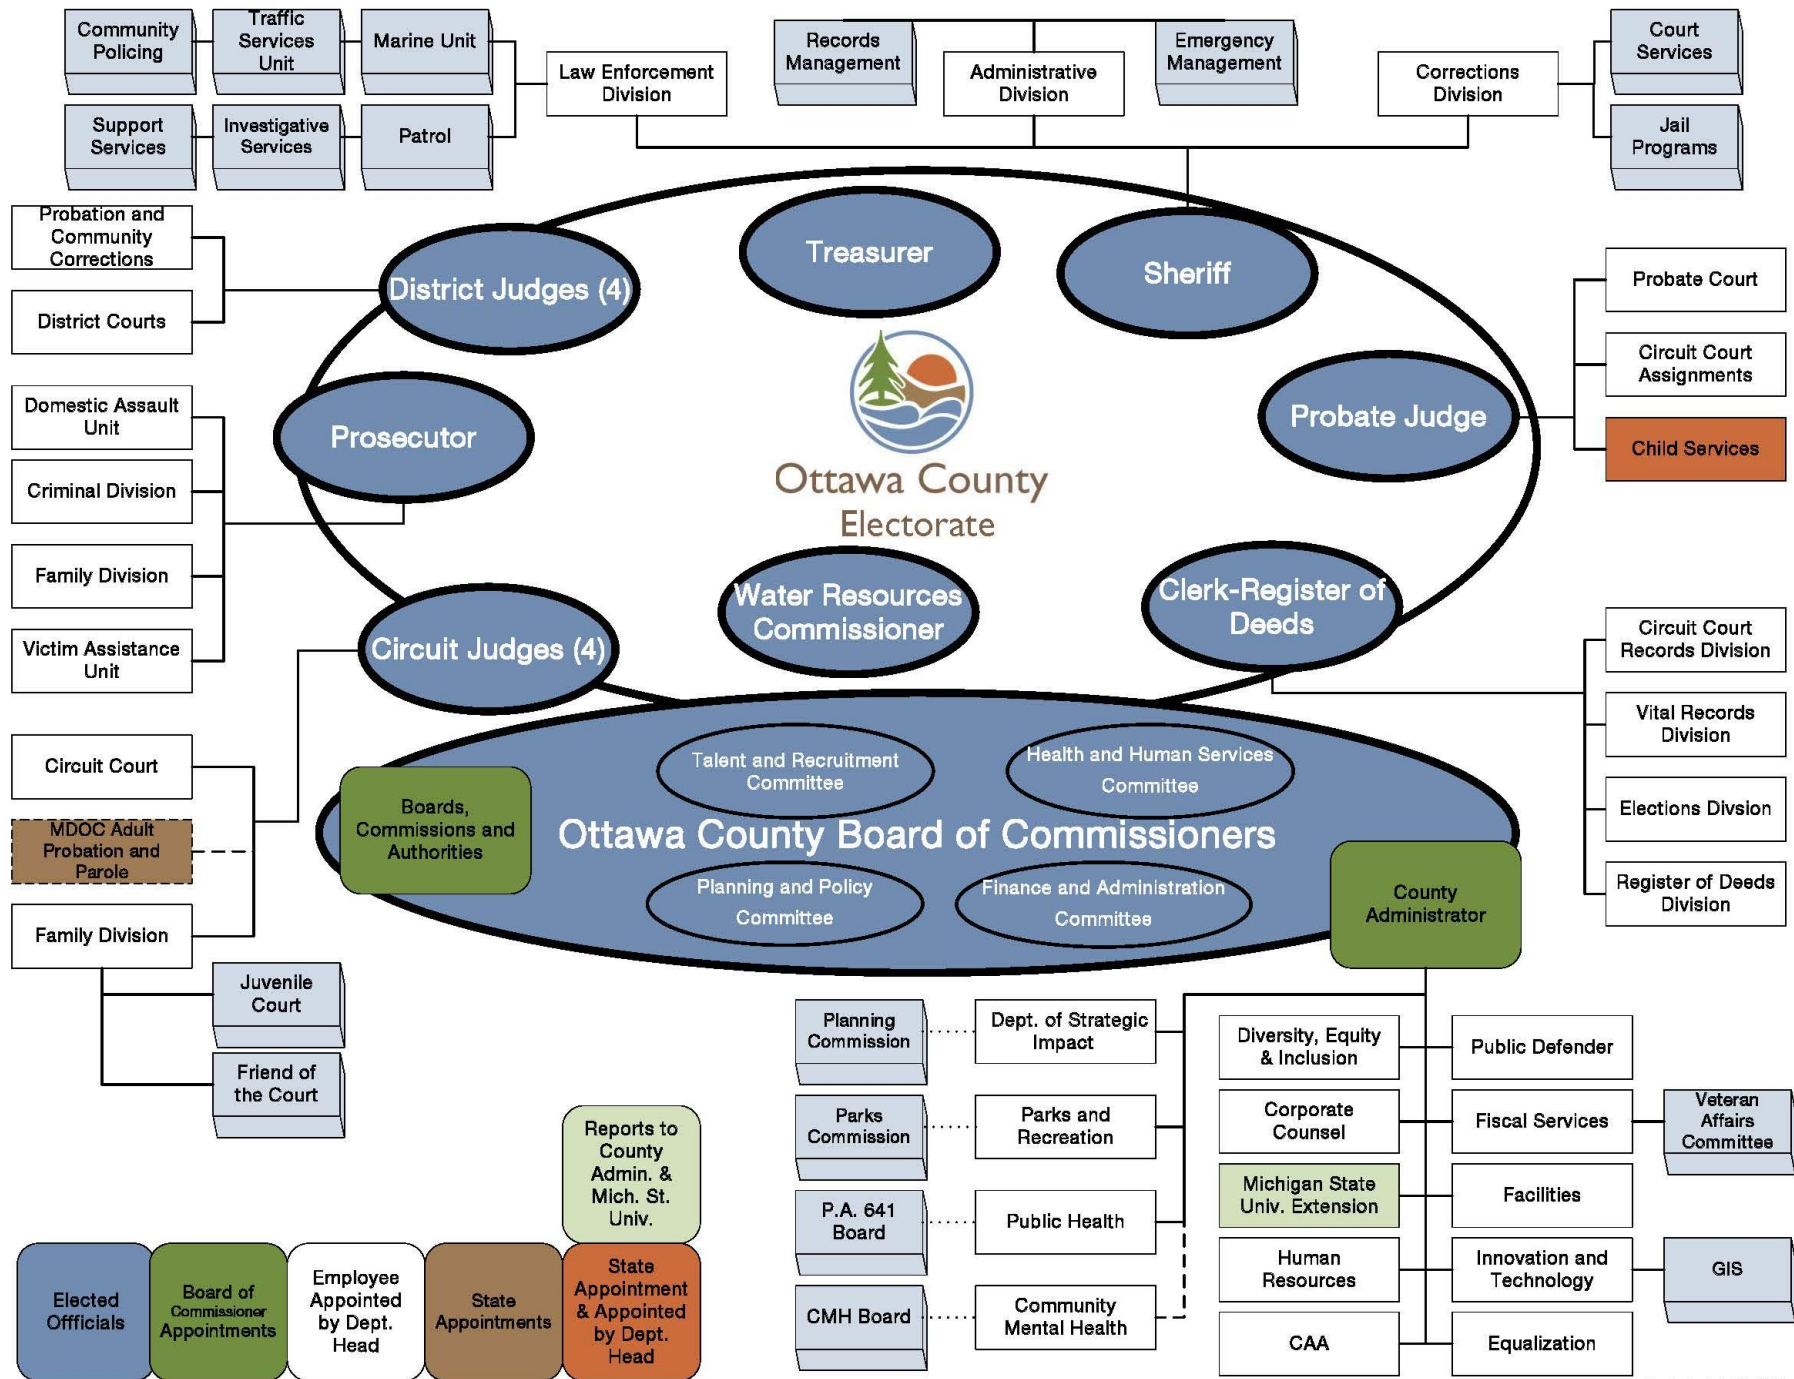 Community
Policing
Traffic
Services
Unit
Marine Unit
Law Enforcement
Division
Records
Management
Administrative
Division
Emergency
Management
Corrections
Division
Court
Services
Support
Services
Investigative
Services
Patrol
Jail
Programs
Probation and
Community
Corrections
District Courts
District Judges (4)
Treasurer
Sheriff
Probate Court
Circuit Court
Assignments
Child Services
Domestic Assault
Unit
Criminal Division
Family Division
Victim Assistance
Unit
Prosecutor
Probate Judge
Ottawa County
Electorate
Circuit Judges (4)
Water Resources
Commissioner
Clerk-Register of
Deeds
Circuit Court
Records Division
Vital Records
Division
Elections Divsion
Register of Deeds
Division
Circuit Court
MDOC Adult
Probation and
Parole
Family Division
Juvenile
Court
Friend of
the Court
Talent and Recruitment
Committee
Health and Human Services
Committee
Boards,
Commissions and
Authorities
Ottawa County Board of Commissioners
Planning and Policy
Committee
Finance and Administration
Committee
County
Administrator
Planning
Commission
Dept. of Strategic
Impact
Parks
Commission
Parks and
Recreation
P.A. 641
Board
Public Health
CMH Board
Community
Mental Health
Diversity, Equity
& Inclusion
Public Defender
Corporate
Counsel
Fiscal Services
Veteran
Affairs
Committee
Michigan State
Univ. Extension
Facilities
Human
Resources
Innovation and
Technology
GIS
CAA
Equalization
Reports to
County
Admin. &
Mich. St.
Univ.
Elected
Offficials
Board of
Commissioner
Appointments
Employee
Appointed
by Dept.
Head
State
Appointments
State
Appointment
& Appointed
by Dept.
Head